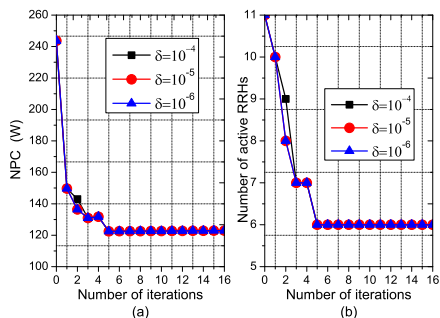 260
240
220
200
180
160
140
120
100
NPC (W)
δ=10⁻⁴
δ=10⁻⁵
δ=10⁻⁶
0 2 4 6 8 10 12 14 16
Number of iterations
(a)
11
10
9
8
7
6
5
Number of active RRHs
δ=10⁻⁴
δ=10⁻⁵
δ=10⁻⁶
0 2 4 6 8 10 12 14 16
Number of iterations
(b)